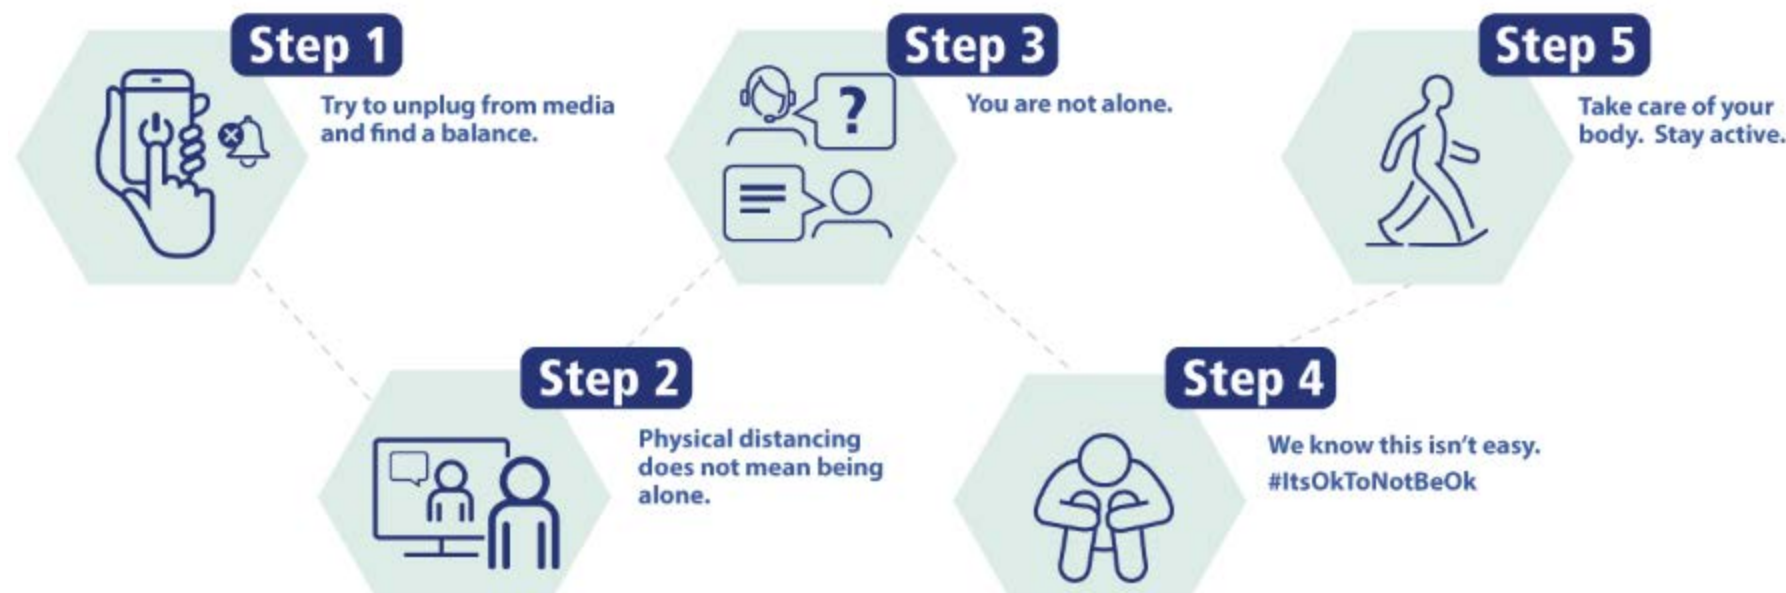 Step 1
Try to unplug from media
and find a balance.
Step 2
Physical distancing
does not mean being
alone.
Step 3
?
You are not alone.
Step 4
We know this isn't easy.
#ItsOkToNotBeOk
Step 5
Take care of your
body.  Stay active.